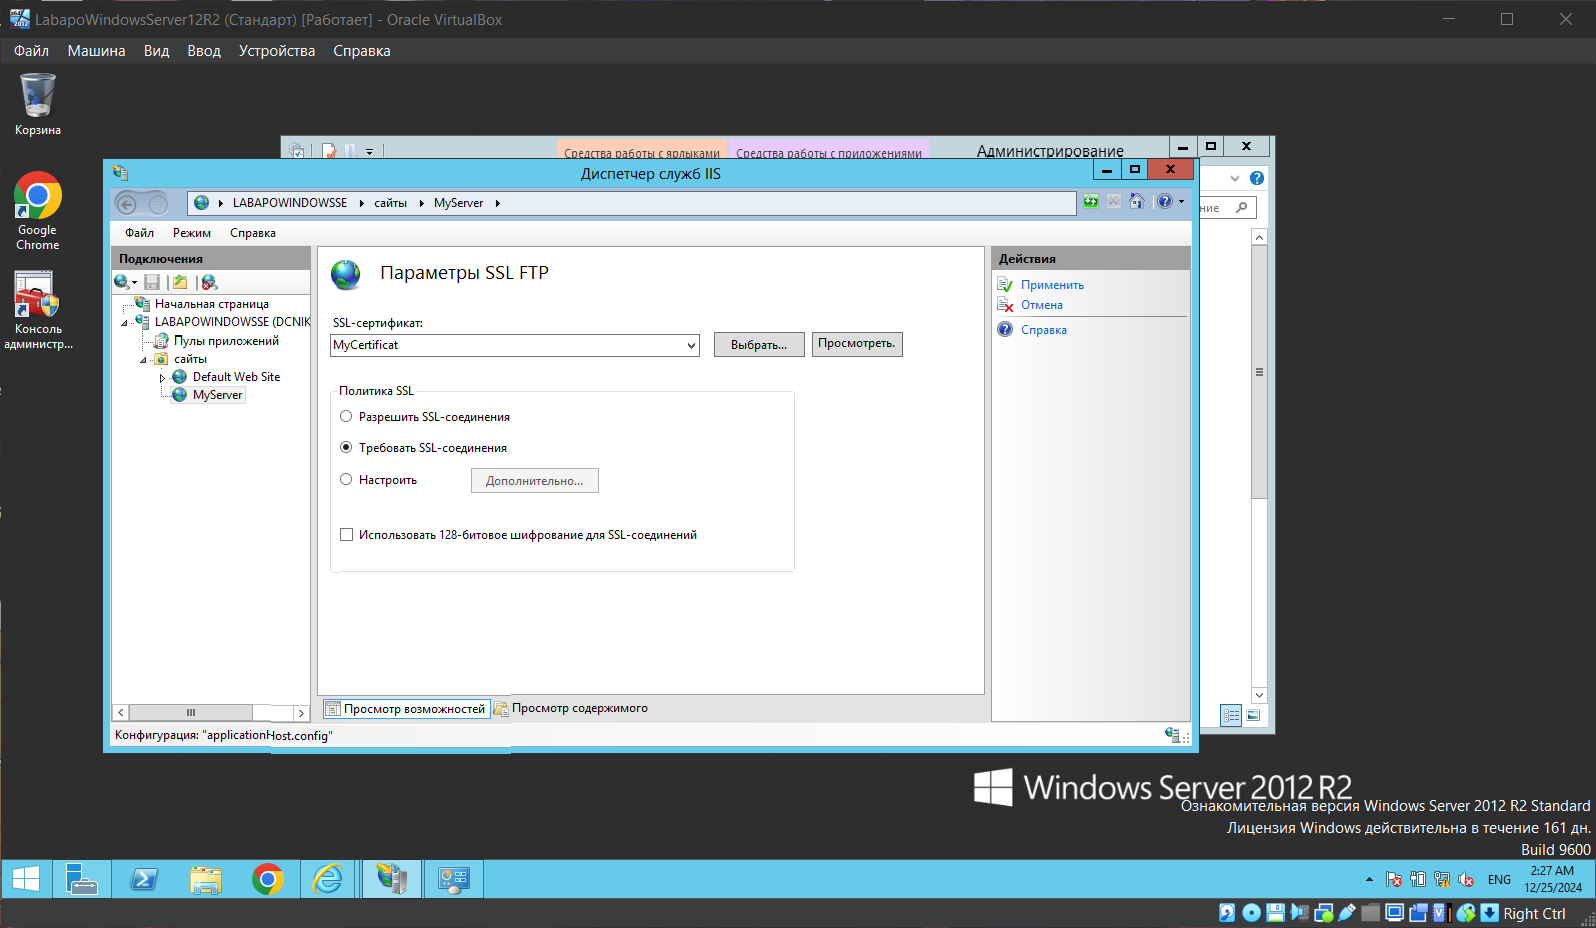 LabapoWindowsServer12R2 (Стандарт) [Работает] - Oracle VirtualBox
Файл Машина Вид Ввод Устройства Справка
Корзина
Google
Chrome
Консоль
администр...
Средства работы с ярлыками Средства работы с приложениями Администрирование
Диспетчер служб IIS
LABAPOWINDOWSSE сайты MyServer
ние
Файл Режим Справка
Подключения
Начальная страница
LABAPOWINDOWSSE (DCNIK
Пулы приложений
сайты
Default Web Site
MyServer
Параметры SSL FTP
SSL-сертификат:
MyCertificat
Выбрать...
Просмотреть.
Политика SSL
Разрешить SSL-соединения
Требовать SSL-соединения
Настроить
Дополнительно...
Использовать 128-битовое шифрование для SSL-соединений
Действия
Применить
Отмена
Справка
Просмотр возможностей Просмотр содержимого
Конфигурация: "applicationHost.config"
Windows Server 2012 R2
Ознакомительная версия Windows Server 2012 R2 Standard
Лицензия Windows действительна в течение 161 дн.
Build 9600
ENG
2:27 AM
12/25/2024
Right Ctrl